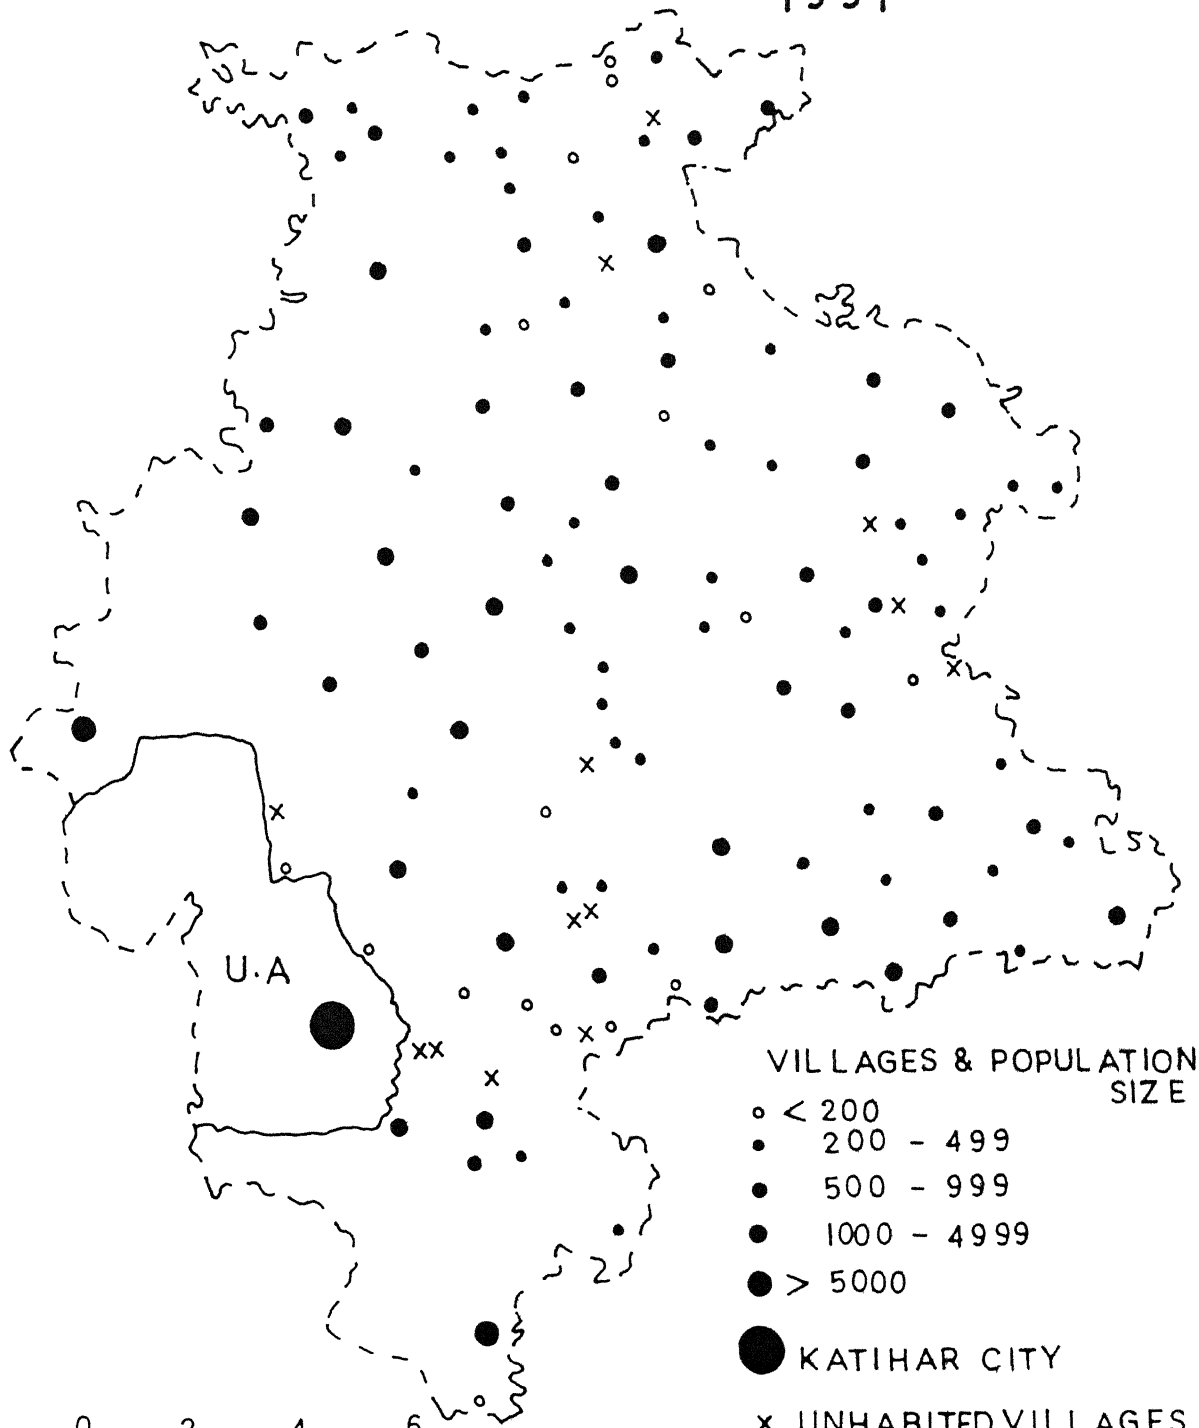 1991
U.A
VILLAGES & POPULATION
SIZE
< 200
200 - 499
500 - 999
1000 - 4999
> 5000
KATIHAR CITY
x UNHABITED VILLAGES
0 2 4 6